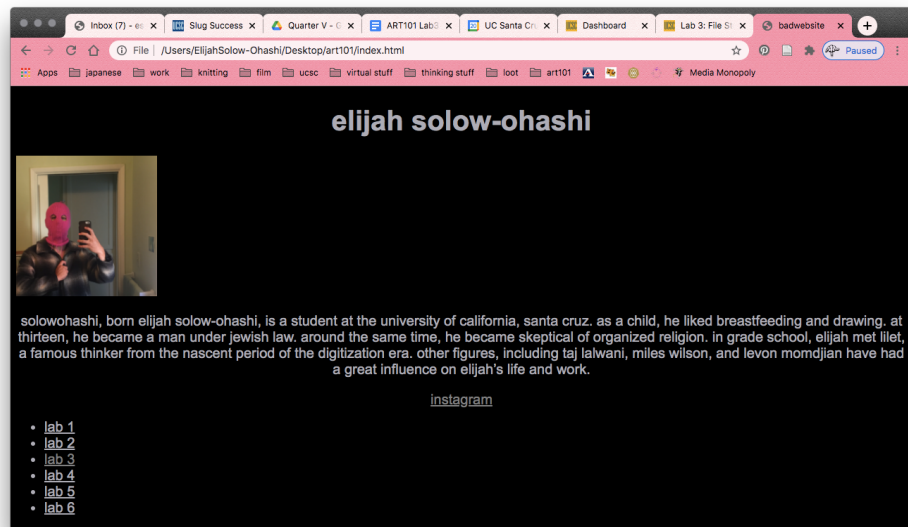 Inbox (7) - es
Slug Success
Quarter V - G
ART101 Lab3
UC Santa Cru
Dashboard
Lab 3: File St
badwebsite
File | /Users/ElijahSolow-Ohashi/Desktop/art101/index.html
Paused
Apps
japanese
work
knitting
film
ucsc
virtual stuff
thinking stuff
loot
art101
Media Monopoly
elijah solow-ohashi
solowohashi, born elijah solow-ohashi, is a student at the university of california, santa cruz. as a child, he liked breastfeeding and drawing. at
thirteen, he became a man under jewish law. around the same time, he became skeptical of organized religion. in grade school, elijah met lilet,
a famous thinker from the nascent period of the digitization era. other figures, including taj lalwani, miles wilson, and levon momdjian have had
a great influence on elijah's life and work.
instagram
lab 1
lab 2
lab 3
lab 4
lab 5
lab 6